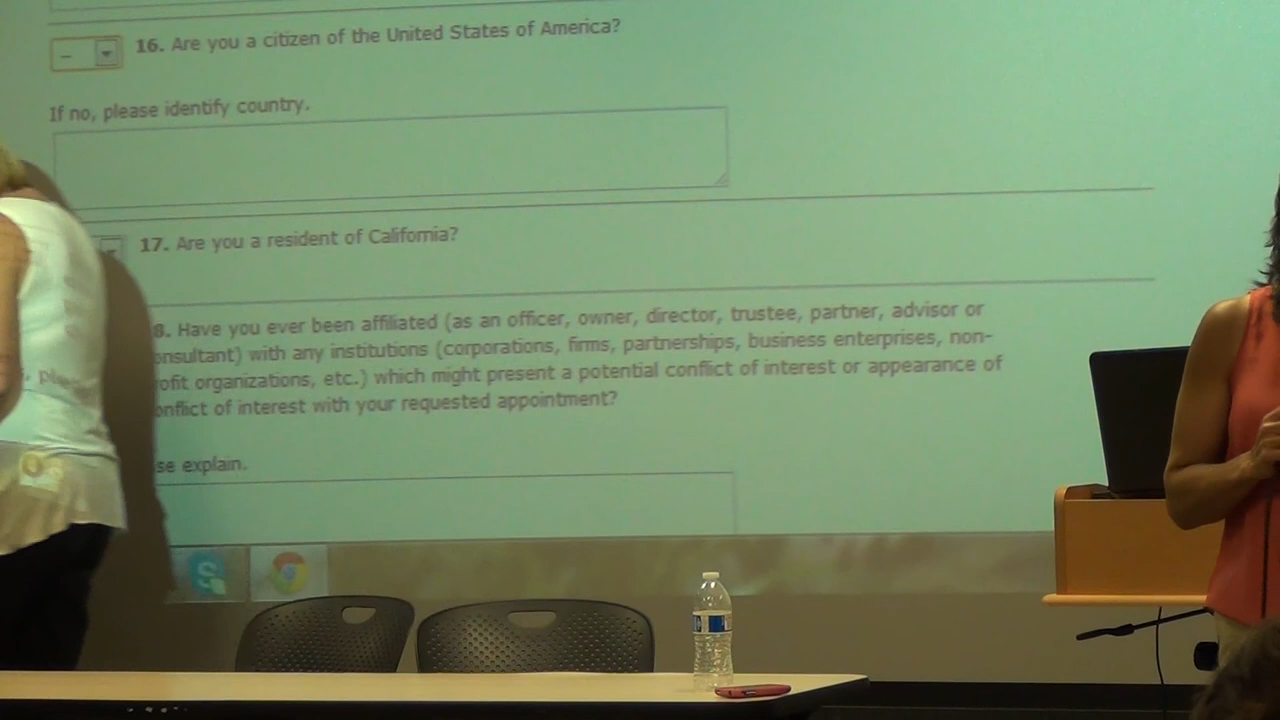 16. Are you a citizen of the United States of America?
If no, please identify country.
17. Are you a resident of California?
8. Have you ever been affiliated (as an officer, owner, director, trustee, partner, advisor or
onsultant) with any institutions (corporations, firms, partnerships, business enterprises, non-
ofit organizations, etc.) which might present a potential conflict of interest or appearance of
onflict of interest with your requested appointment?
se explain.